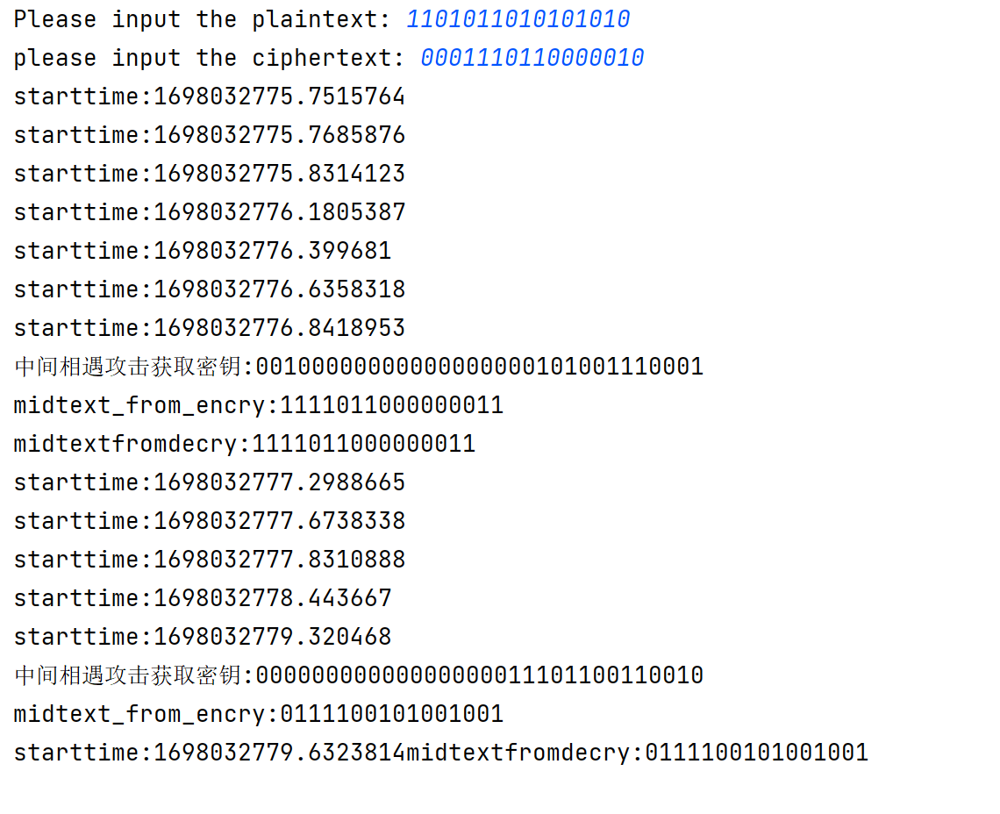 Please input the plaintext: 1101011010101010
please input the ciphertext: 0001110110000010
starttime:1698032775.7515764
starttime:1698032775.7685876
starttime:1698032775.8314123
starttime:1698032776.1805387
starttime:1698032776.399681
starttime:1698032776.6358318
starttime:1698032776.8418953
中间相遇攻击获取密钥:00100000000000000000101001110001
midtext_from_encry:1111011000000011
midtextfromdecry:1111011000000011
starttime:1698032777.2988665
starttime:1698032777.6738338
starttime:1698032777.8310888
starttime:1698032778.443667
starttime:1698032779.320468
中间相遇攻击获取密钥:00000000000000000011101100110010
midtext_from_encry:0111100101001001
starttime:1698032779.6323814midtextfromdecry:0111100101001001